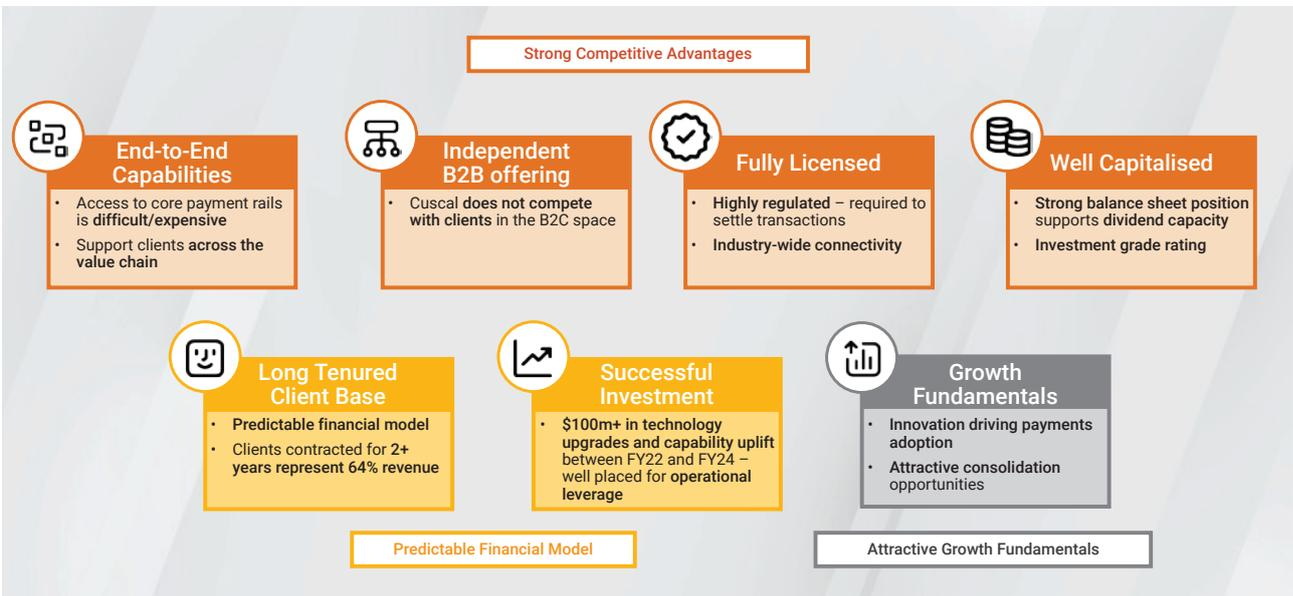 Strong Competitive Advantages
End-to-End
Capabilities
• Access to core payment rails
is difficult/expensive
• Support clients across the
value chain
Independent
B2B offering
• Cuscal does not compete
with clients in the B2C space
Fully Licensed
• Highly regulated – required to
settle transactions
• Industry-wide connectivity
Well Capitalised
• Strong balance sheet position
supports dividend capacity
• Investment grade rating
Long Tenured
Client Base
• Predictable financial model
• Clients contracted for 2+
years represent 64% revenue
Successful
Investment
• $100m+ in technology
upgrades and capability uplift
between FY22 and FY24 –
well placed for operational
leverage
Growth
Fundamentals
• Innovation driving payments
adoption
• Attractive consolidation
opportunities
Predictable Financial Model
Attractive Growth Fundamentals